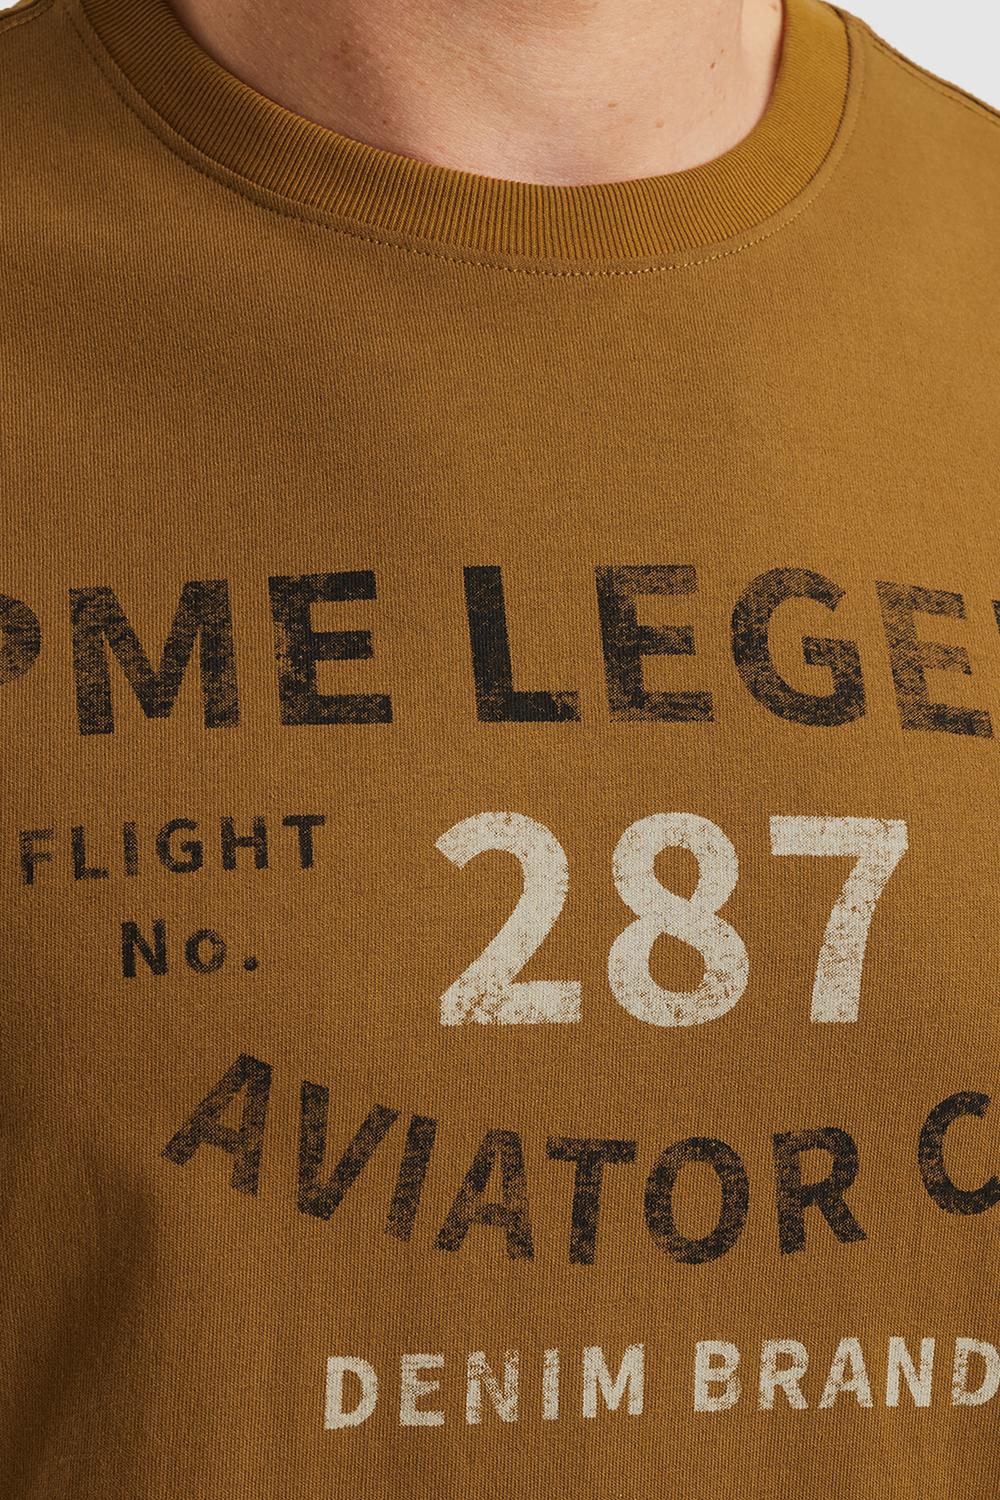 PME LEGE
FLIGHT
No.
287
AVIATOR C
DENIM BRAND